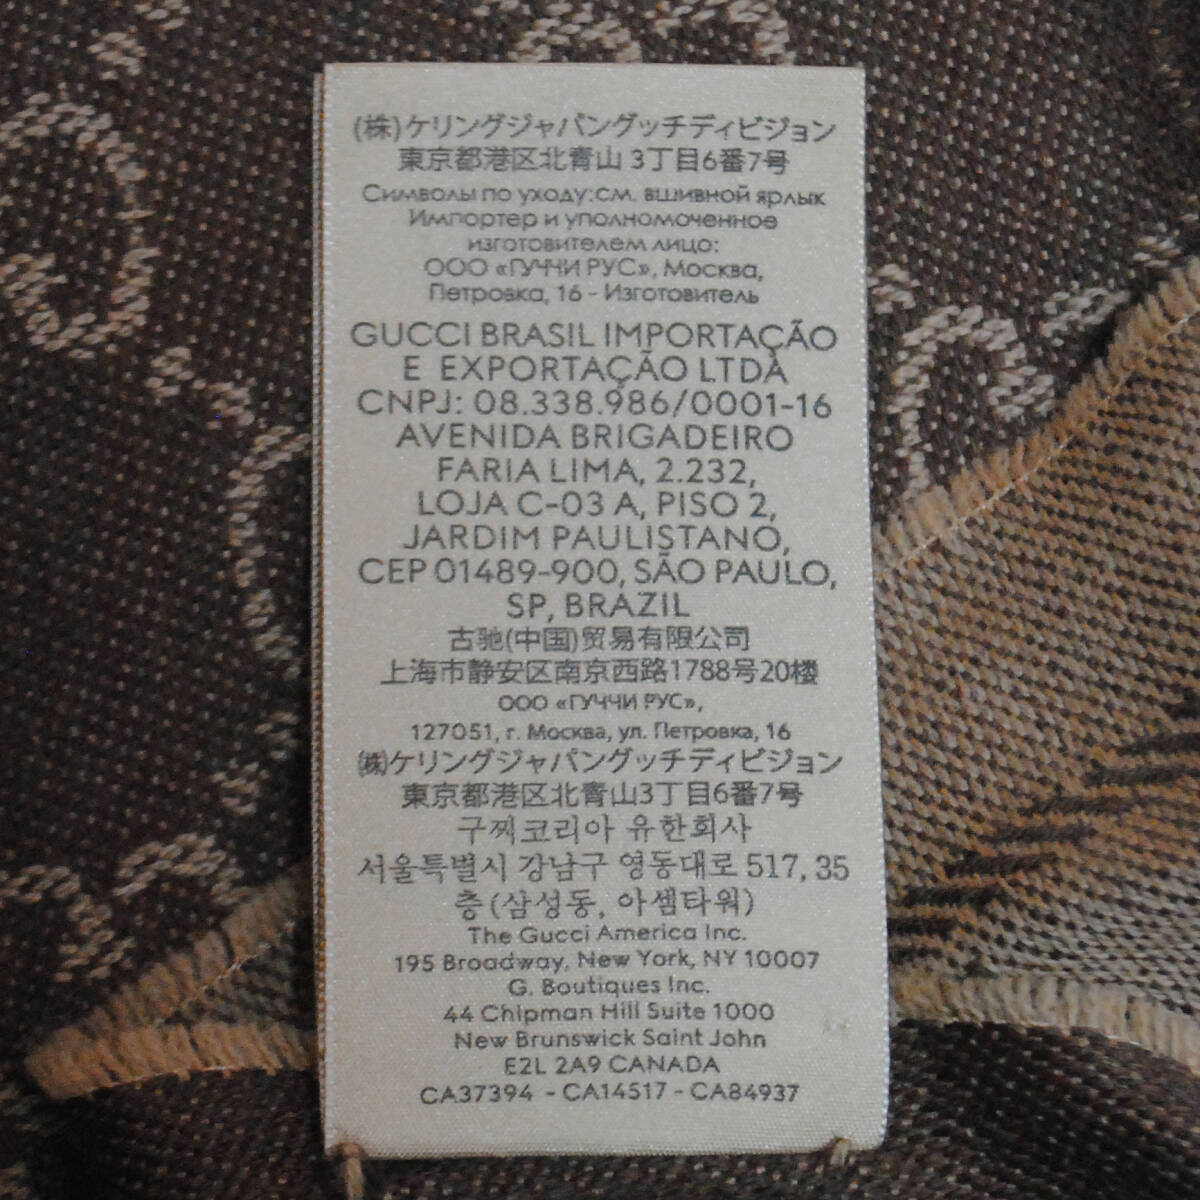 (株)ケリングジャパングッチディビジョン
東京都港区北青山 3丁目6番7号
Символы по уходу:см. вшивной ярлык
Импортер и уполномоченное
изготовителем лицо:
ООО «ГУЧЧИ РУС», Москва,
Петровка, 16 - Изготовитель
GUCCI BRASIL IMPORTAÇÃO
E EXPORTAÇÃO LTDA
CNPJ: 08.338.986/0001-16
AVENIDA BRIGADEIRO
FARIA LIMA, 2.232,
LOJA C-03 A, PISO 2,
JARDIM PAULISTANO,
CEP 01489-900, SÃO PAULO,
SP, BRAZIL
古驰(中国)贸易有限公司
上海市静安区南京西路1788号20楼
ООО «ГУЧЧИ РУС»,
127051, г. Москва, ул. Петровка, 16
㈱ケリングジャパングッチディビジョン
東京都港区北青山3丁目6番7号
구찌코리아 유한회사
서울특별시 강남구 영동대로 517, 35
층 (삼성동, 아셈타워)
The Gucci America Inc.
195 Broadway, New York, NY 10007
G. Boutiques Inc.
44 Chipman Hill Suite 1000
New Brunswick Saint John
E2L 2A9 CANADA
CA37394 - CA14517 - CA84937